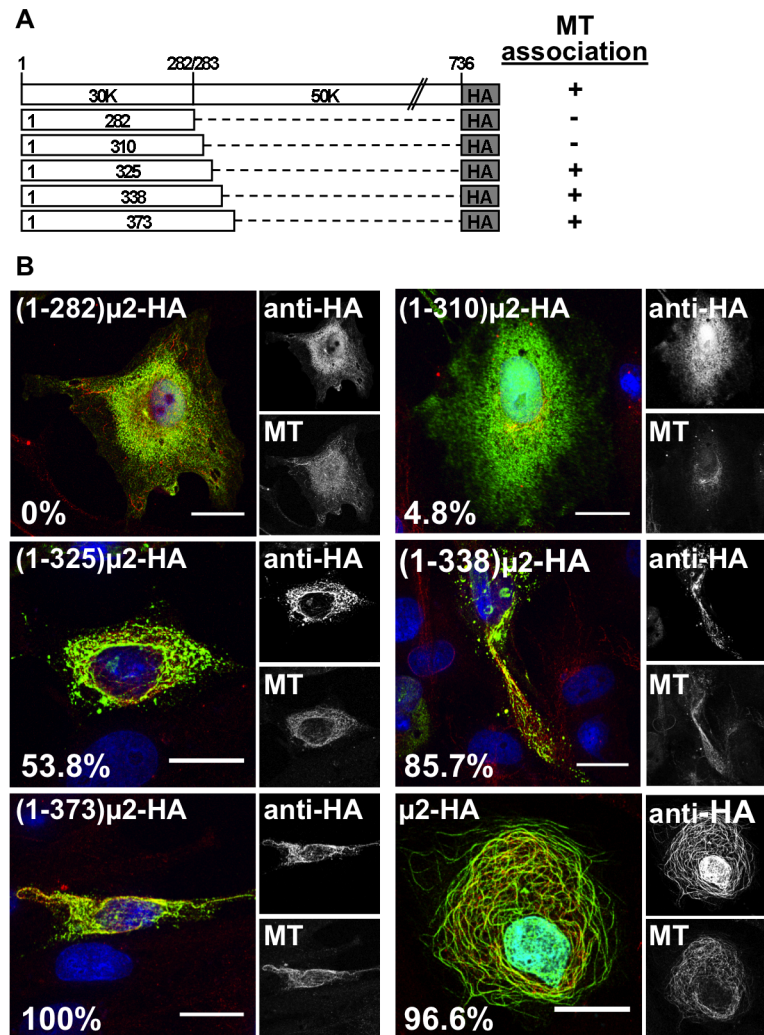 A
MT
association
1 282/283 736
30K 50K HA +
1 282 HA -
1 310 HA -
1 325 HA +
1 338 HA +
1 373 HA +
B
(1-282)µ2-HA anti-HA
MT
0%
(1-310)µ2-HA anti-HA
MT
4.8%
(1-325)µ2-HA anti-HA
MT
53.8%
(1-338)µ2-HA anti-HA
MT
85.7%
(1-373)µ2-HA anti-HA
MT
100%
µ2-HA anti-HA
MT
96.6%